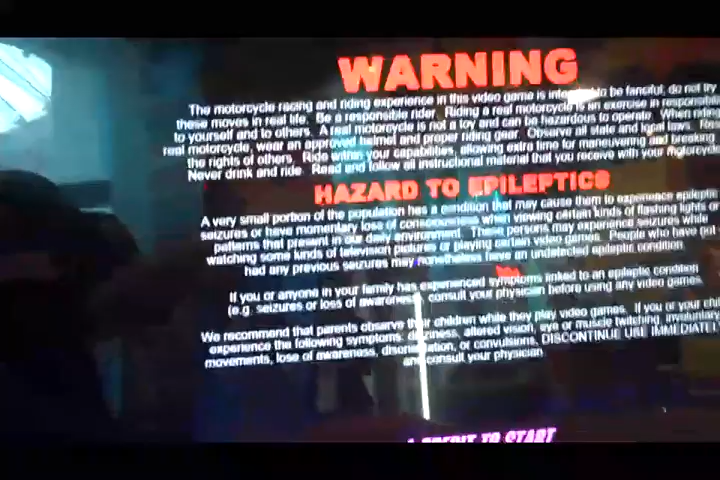 WARNING
The motorcycle racing and riding experience in this video game is intended to be fanciful, do not try
these moves in real life. Be a responsible rider. Riding a real motorcycle is an exercise in responsible
to yourself and to others. A real motorcycle is not a toy and can be hazardous to operate. When riding
real motorcycle, wear an approved helmet and proper riding gear. Observe all state and local laws.
the rights of others. Ride within your capabilities, allowing extra time for maneuvering and breaking
Never drink and ride. Read and follow all instructional material that you receive with your motorcycle
HAZARD TO EPILEPTICS
A very small portion of the population has a condition that may cause them to experience epileptic
seizures or have momentary loss of consciousness when viewing certain kinds of flashing lights or
patterns that present in our daily environment. These persons may experience seizures while
watching some kinds of television pictures or playing certain video games. People who have not
had any previous seizures may nonetheless have an undetected epileptic condition.
If you or anyone in your family has experienced symptoms linked to an epileptic condition
(e.g. seizures or loss of awareness), consult your physician before using any video games.
We recommend that parents observe their children while they play video games. If you or your child
experience the following symptoms: dizziness, altered vision, eye or muscle twitching, involuntary
movements, loss of awareness, disorientation, or convulsions, DISCONTINUE USE IMMEDIATELY
and consult your physician.
CREDIT TO START